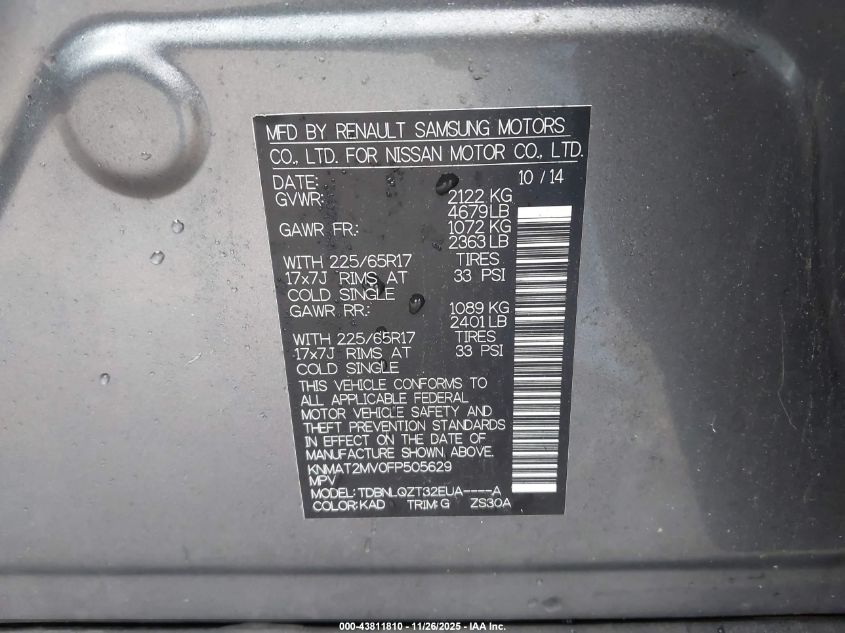 MFD BY RENAULT SAMSUNG MOTORS
CO., LTD. FOR NISSAN MOTOR CO., LTD.
DATE: 10 / 14
GVWR: 2122 KG
4679 LB
GAWR FR.: 1072 KG
2363 LB
WITH 225/65R17 TIRES
17x7J RIMS AT 33 PSI
COLD SINGLE
GAWR RR.: 1089 KG
2401 LB
WITH 225/65R17 TIRES
17x7J RIMS AT 33 PSI
COLD SINGLE
THIS VEHICLE CONFORMS TO
ALL APPLICABLE FEDERAL
MOTOR VEHICLE SAFETY AND
THEFT PREVENTION STANDARDS
IN EFFECT ON THE DATE OF
MANUFACTURE SHOWN ABOVE.
KNMAT2MV0FP505629
MPV
MODEL: TDBNLQZT32EUA----A
COLOR: KAD TRIM: G ZS30A
000-43811810 - 11/26/2025 - IAA Inc.